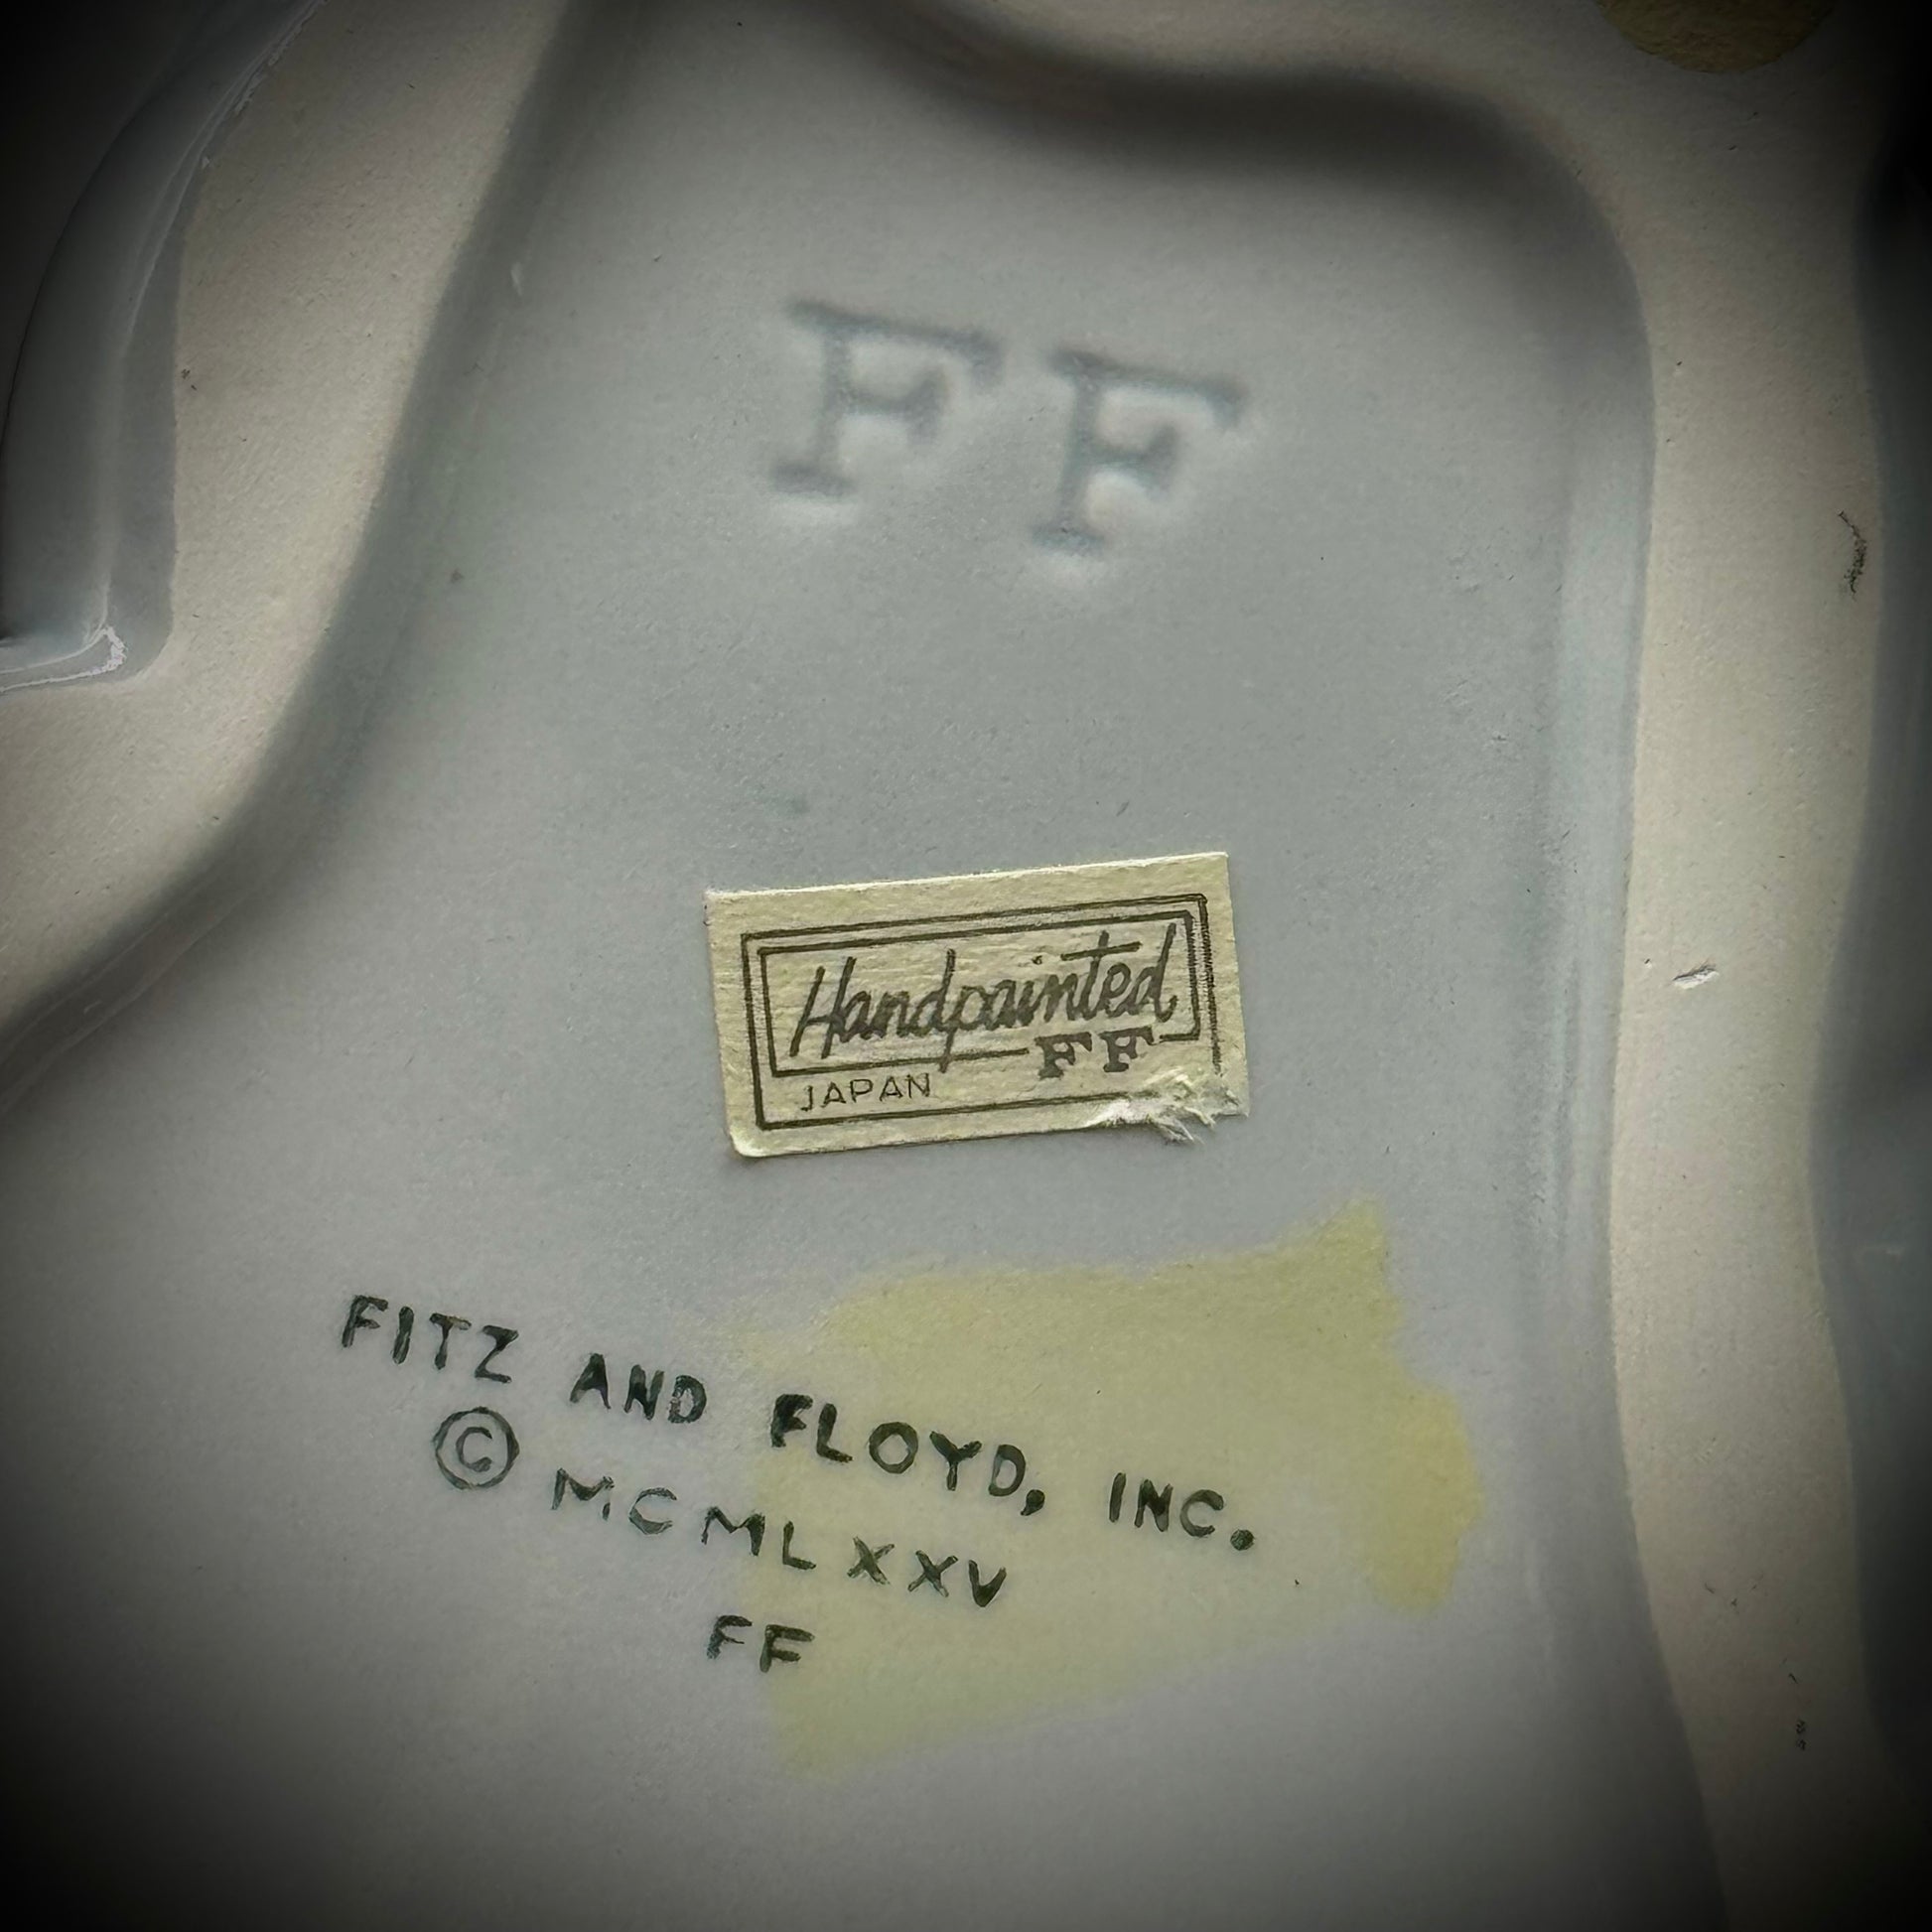 FF
Handpainted
FF
JAPAN
FITZ AND FLOYD, INC.
© MCMLXXV
FF